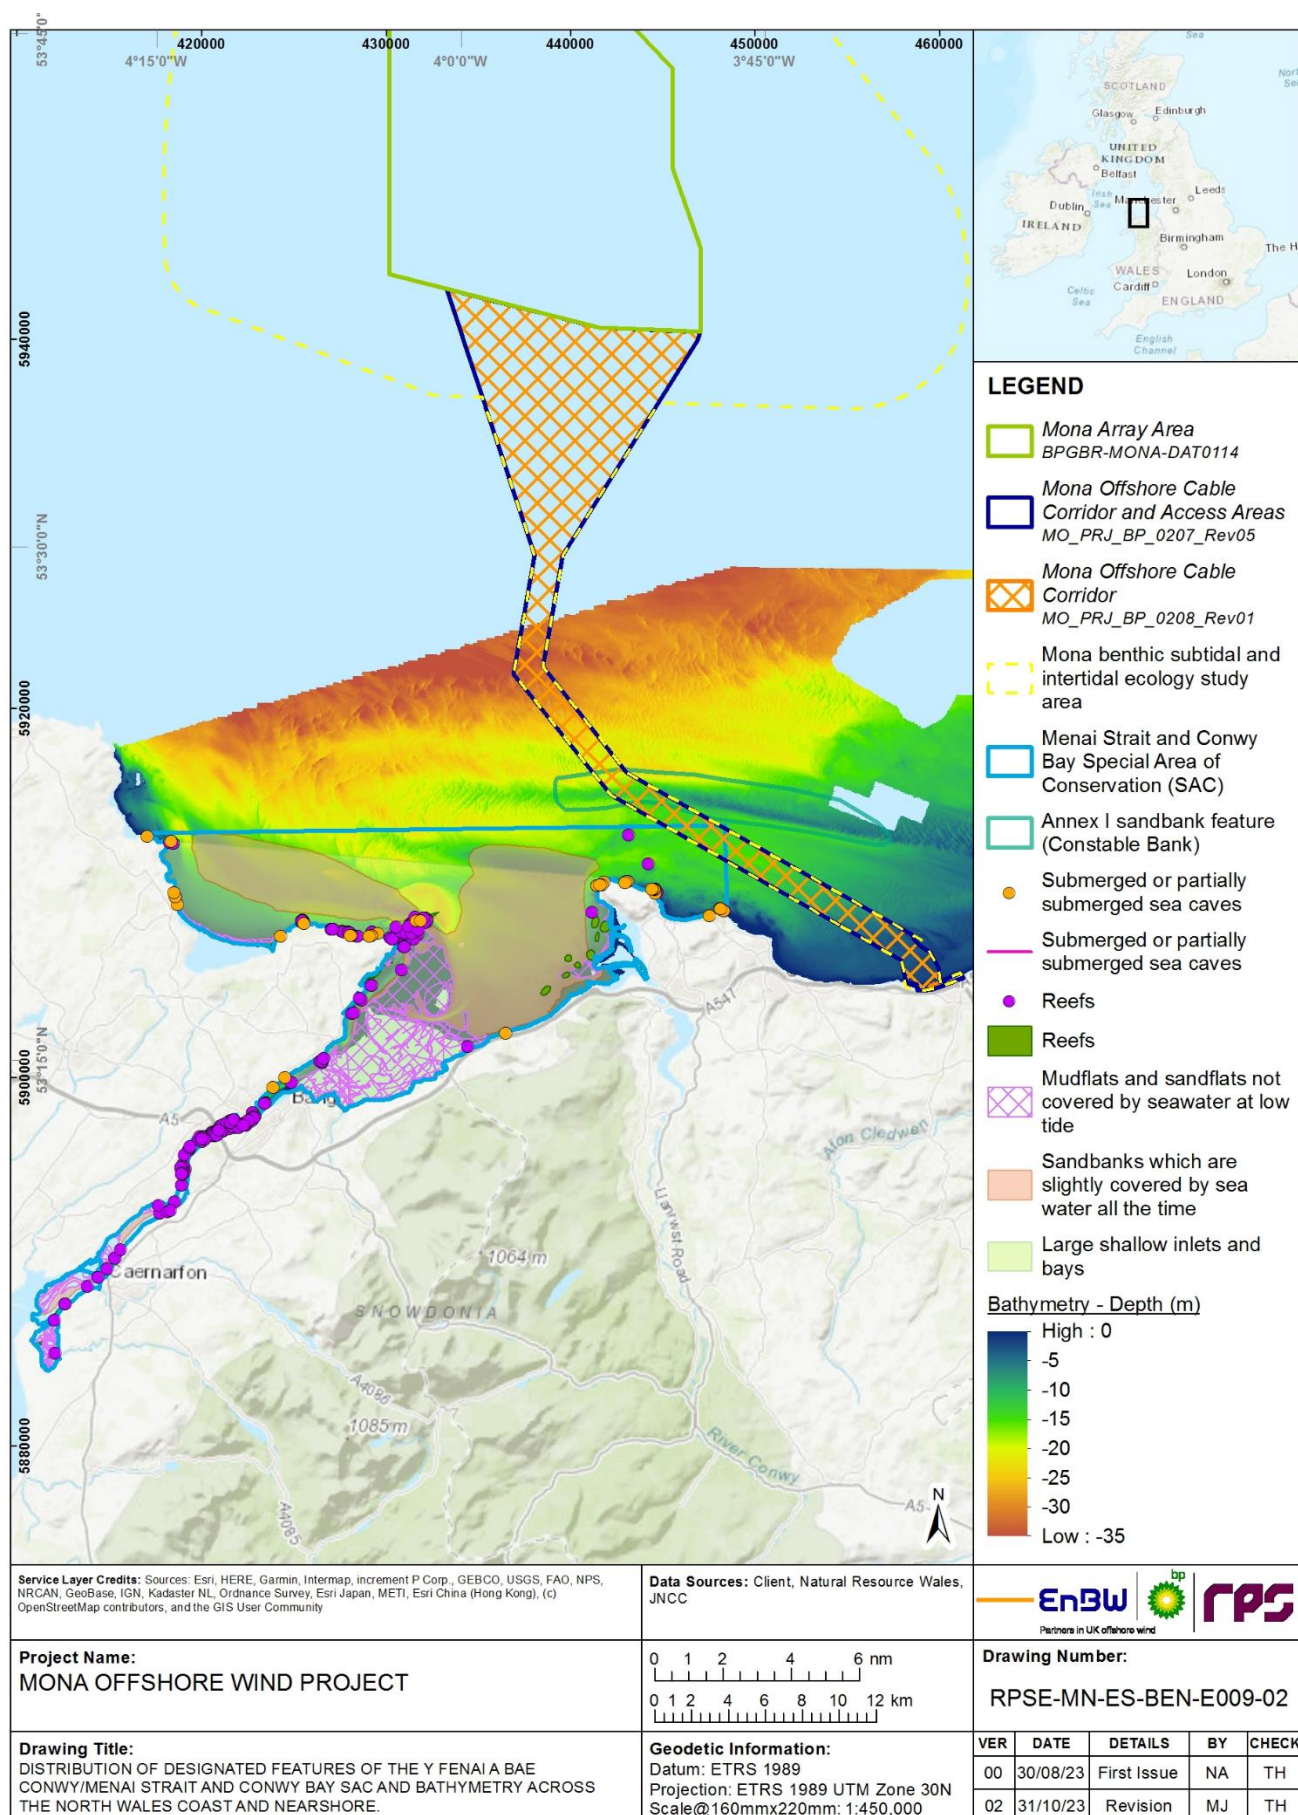 420000
430000
440000
450000
460000
4°15'0"W
4°0'0"W
3°45'0"W
53°45'0"
5940000
53°30'0"N
5920000
5900000
53°15'0"N
5880000
A5
A547
Caernarfon
1064 m
SNOWDONIA
A4086
1085 m
A4085
Llanrwst Road
River Conwy
N
Sea
SCOTLAND
Glasgow
Edinburgh
UNITED
KINGDOM
Belfast
Irish
Sea
Manchester
Leeds
Dublin
IRELAND
Birmingham
The H
WALES
Cardiff
London
Celtic
Sea
ENGLAND
English
Channel
LEGEND
Mona Array Area
BPGBR-MONA-DAT0114
Mona Offshore Cable
Corridor and Access Areas
MO_PRJ_BP_0207_Rev05
Mona Offshore Cable
Corridor
MO_PRJ_BP_0208_Rev01
Mona benthic subtidal and
intertidal ecology study
area
Menai Strait and Conwy
Bay Special Area of
Conservation (SAC)
Annex I sandbank feature
(Constable Bank)
Submerged or partially
submerged sea caves
Submerged or partially
submerged sea caves
Reefs
Reefs
Mudflats and sandflats not
covered by seawater at low
tide
Sandbanks which are
slightly covered by sea
water all the time
Large shallow inlets and
bays
Bathymetry - Depth (m)
High : 0
-5
-10
-15
-20
-25
-30
Low : -35
Service Layer Credits: Sources: Esri, HERE, Garmin, Intermap, increment P Corp., GEBCO, USGS, FAO, NPS,
NRCAN, GeoBase, IGN, Kadaster NL, Ordnance Survey, Esri Japan, METI, Esri China (Hong Kong), (c)
OpenStreetMap contributors, and the GIS User Community
Data Sources: Client, Natural Resource Wales,
JNCC
EnBW
bp
rps
Partners in UK offshore wind
Project Name:
MONA OFFSHORE WIND PROJECT
0 1 2 4 6 nm
0 1 2 4 6 8 10 12 km
Drawing Number:
RPSE-MN-ES-BEN-E009-02
Drawing Title:
DISTRIBUTION OF DESIGNATED FEATURES OF THE Y FENAI A BAE
CONWY/MENAI STRAIT AND CONWY BAY SAC AND BATHYMETRY ACROSS
THE NORTH WALES COAST AND NEARSHORE.
Geodetic Information:
Datum: ETRS 1989
Projection: ETRS 1989 UTM Zone 30N
Scale@160mmx220mm: 1:450,000
VER DATE DETAILS BY CHECK
00 30/08/23 First Issue NA TH
02 31/10/23 Revision MJ TH